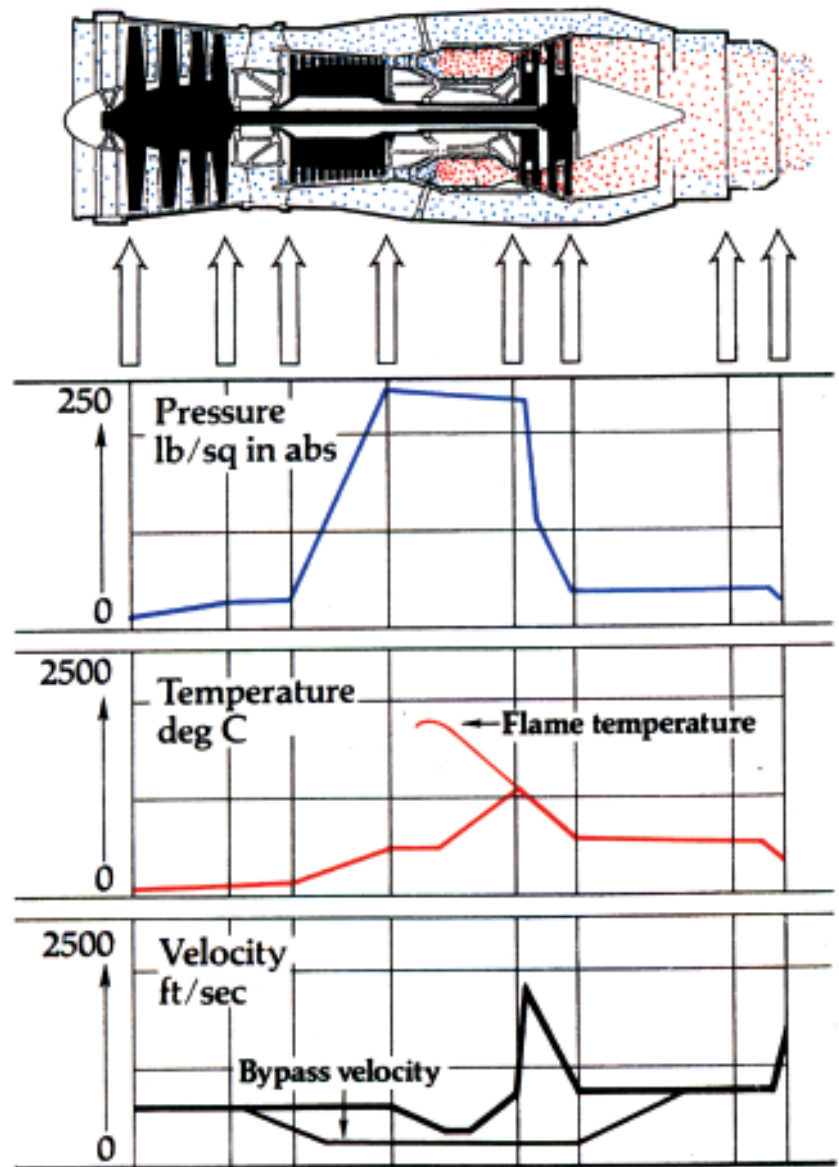 250
Pressure
lb/sq in abs
0
2500
Temperature
deg C
Flame temperature
0
2500
Velocity
ft/sec
Bypass velocity
0